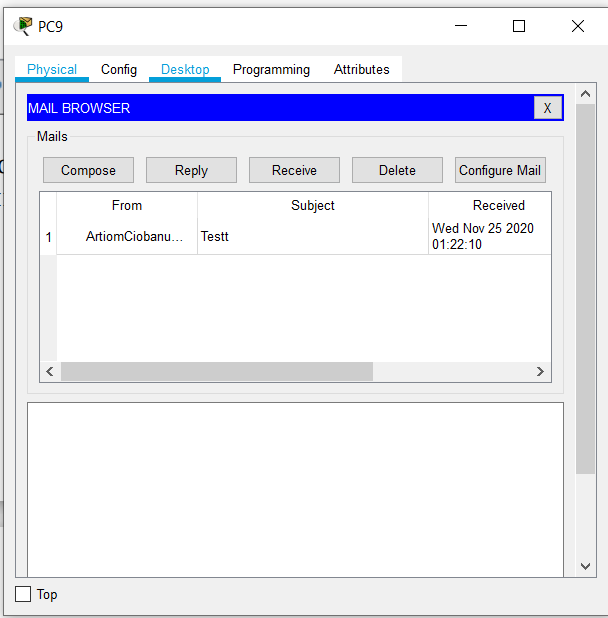 PC9
Physical Config Desktop Programming Attributes
MAIL BROWSER X
Mails
Compose Reply Receive Delete Configure Mail
From Subject Received
1 ArtiomCiobanu... Testt Wed Nov 25 2020
01:22:10
Top